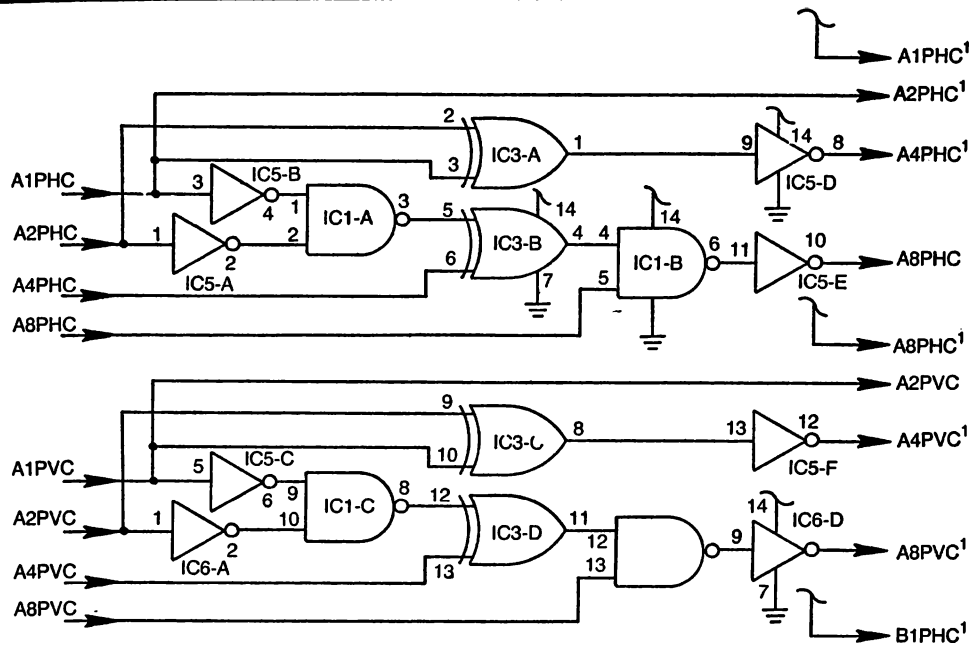 A1PHC¹
A2PHC¹
2
3
IC3-A
1
9
14
8
IC5-D
A4PHC¹
A1PHC
3
IC5-B
4
1
IC1-A
3
A2PHC
1
2
IC5-A
2
5
6
IC3-B
14
4
7
4
5
14
IC1-B
6
11
10
IC5-E
A8PHC
A4PHC
A8PHC
A8PHC¹
A2PVC
9
10
IC3-C
8
13
12
IC5-F
A4PVC¹
A1PVC
5
IC5-C
6
9
IC1-C
8
A2PVC
1
2
IC6-A
10
12
13
IC3-D
11
12
13
9
14
IC6-D
7
A8PVC¹
A4PVC
A8PVC
B1PHC¹